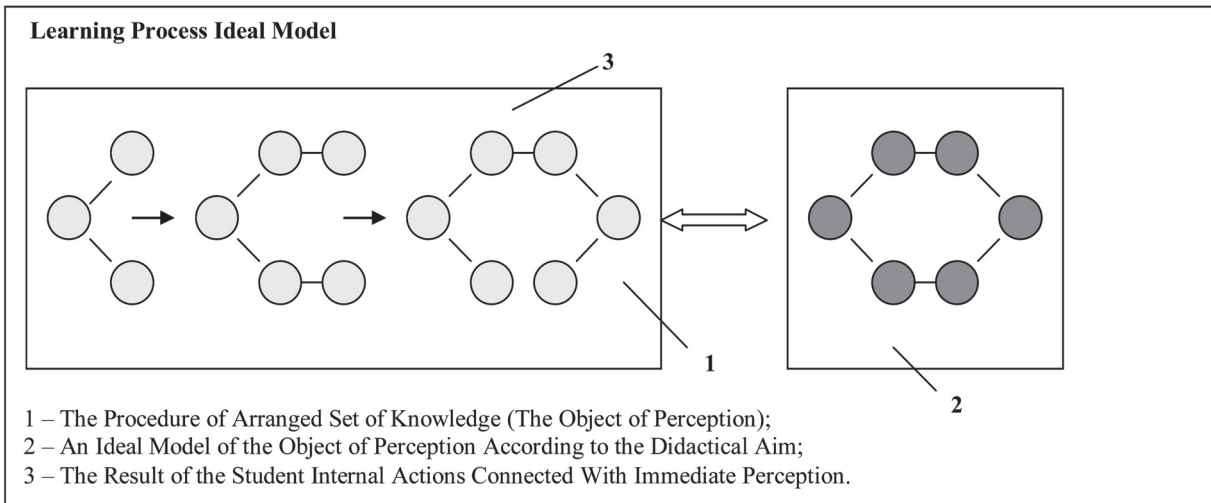 Learning Process Ideal Model
3
1
2
1 – The Procedure of Arranged Set of Knowledge (The Object of Perception);
2 – An Ideal Model of the Object of Perception According to the Didactical Aim;
3 – The Result of the Student Internal Actions Connected With Immediate Perception.